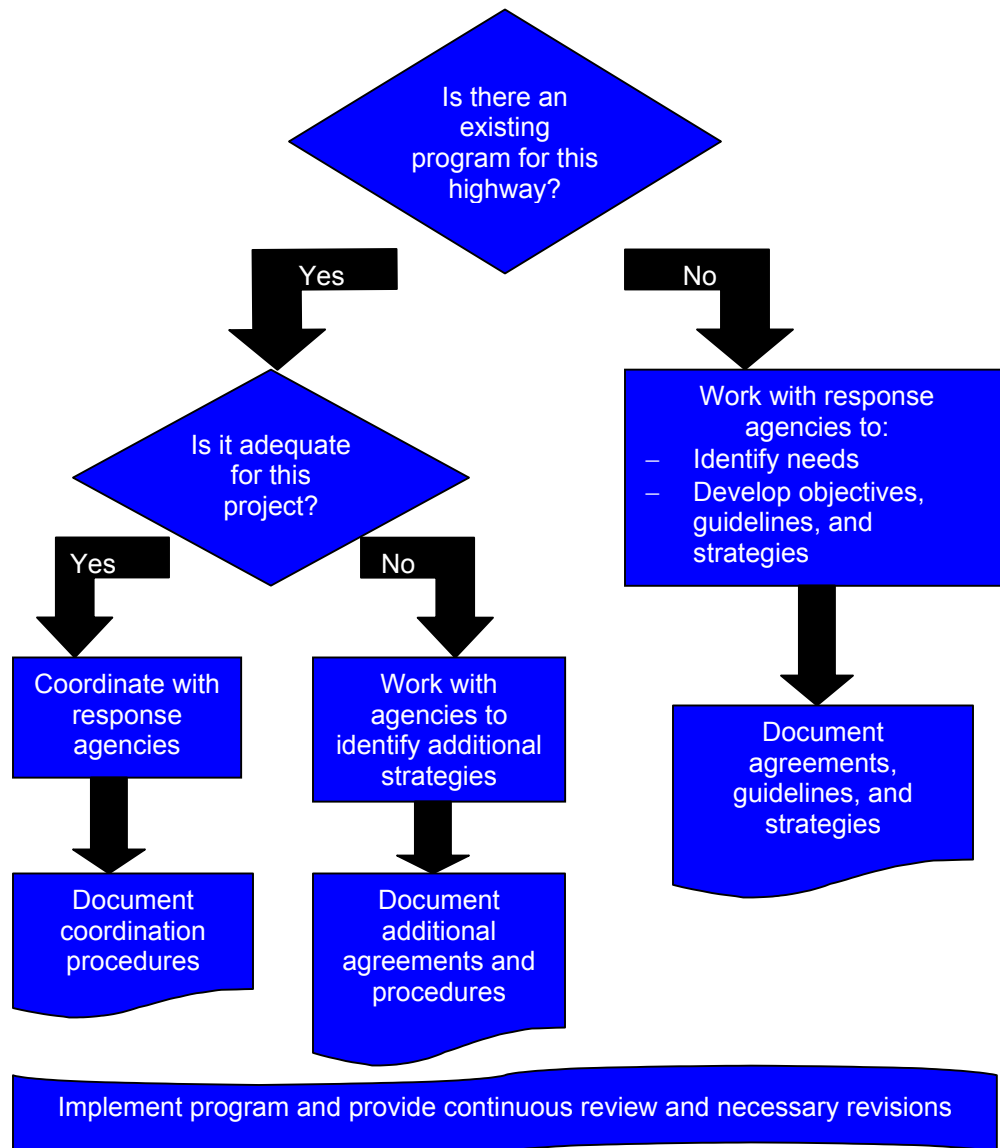 Is there an
existing
program for this
highway?
Yes
No
Is it adequate
for this
project?
Work with response
agencies to:
– Identify needs
– Develop objectives,
guidelines, and
strategies
Yes
No
Coordinate with
response
agencies
Work with
agencies to
identify additional
strategies
Document
agreements,
guidelines, and
strategies
Document
coordination
procedures
Document
additional
agreements and
procedures
Implement program and provide continuous review and necessary revisions